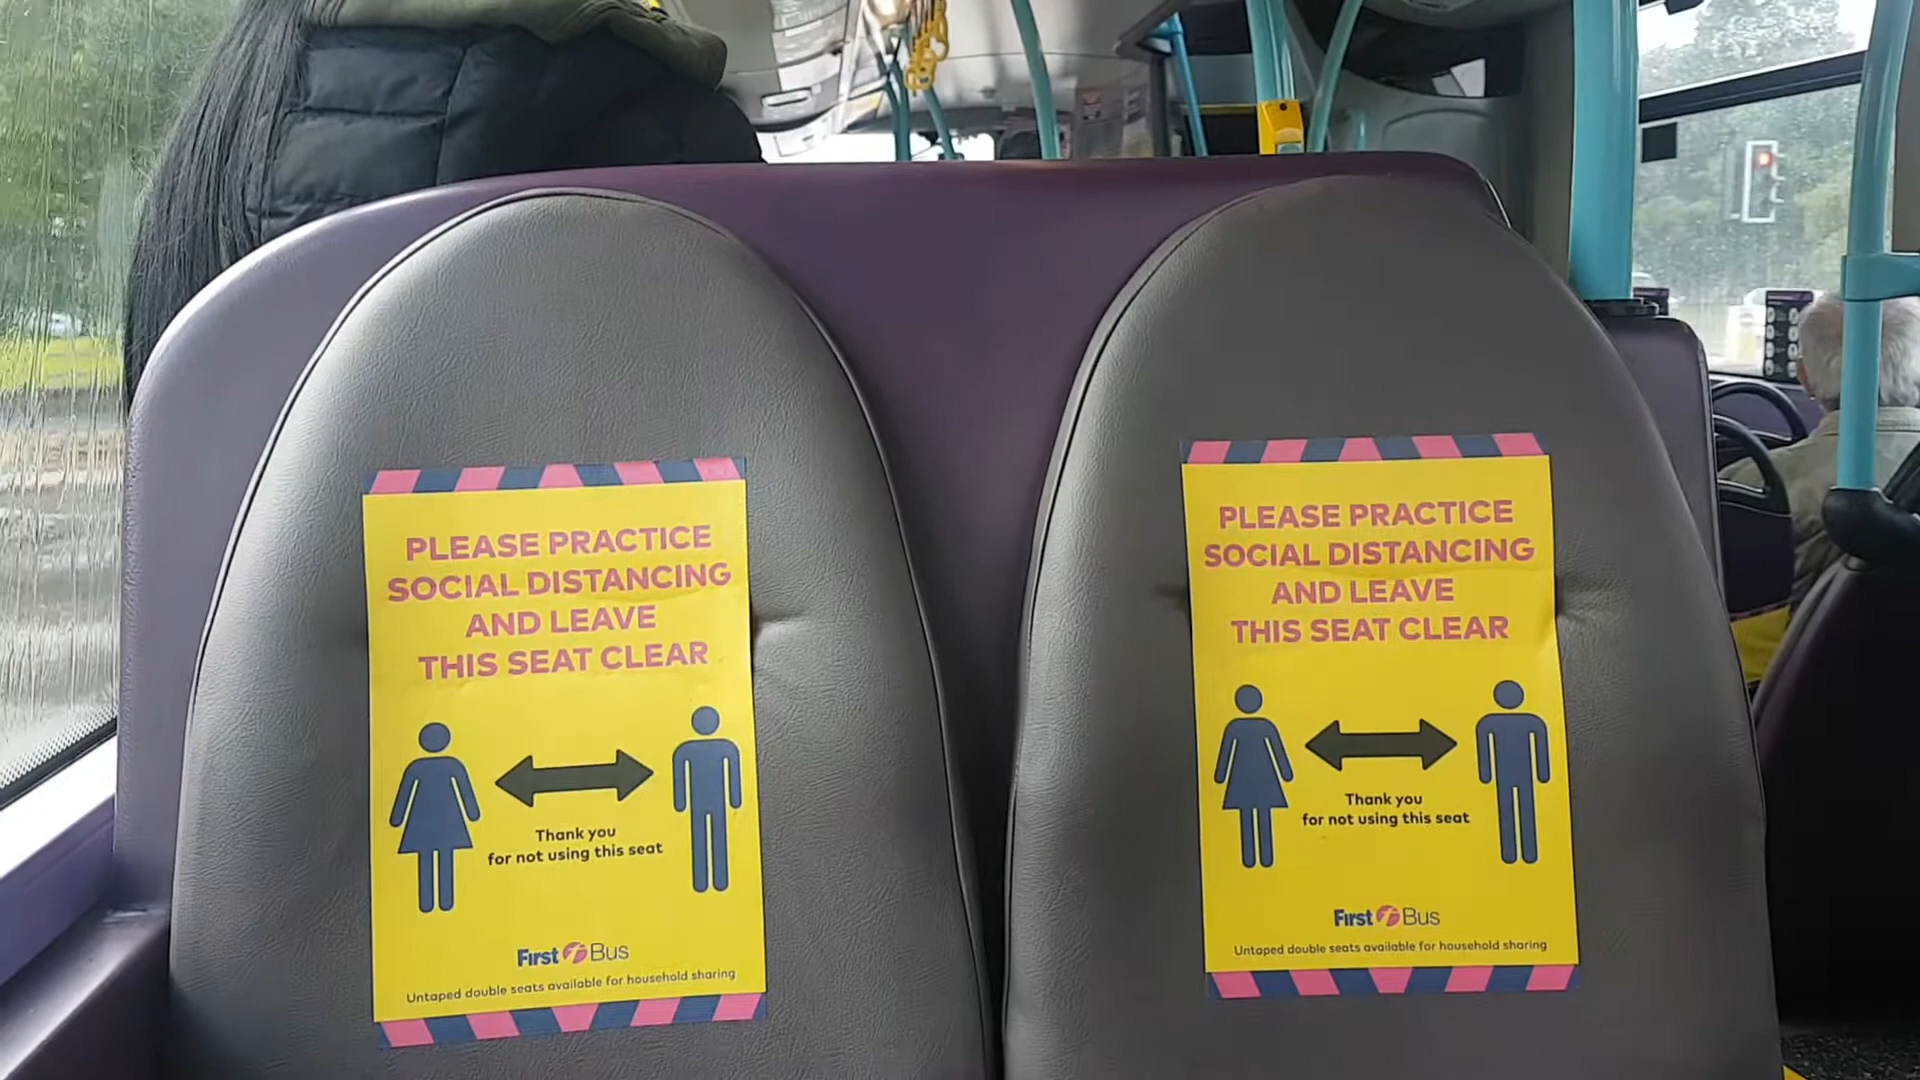 PLEASE PRACTICE
SOCIAL DISTANCING
AND LEAVE
THIS SEAT CLEAR
Thank you
for not using this seat
First Bus
Untaped double seats available for household sharing
PLEASE PRACTICE
SOCIAL DISTANCING
AND LEAVE
THIS SEAT CLEAR
Thank you
for not using this seat
First Bus
Untaped double seats available for household sharing